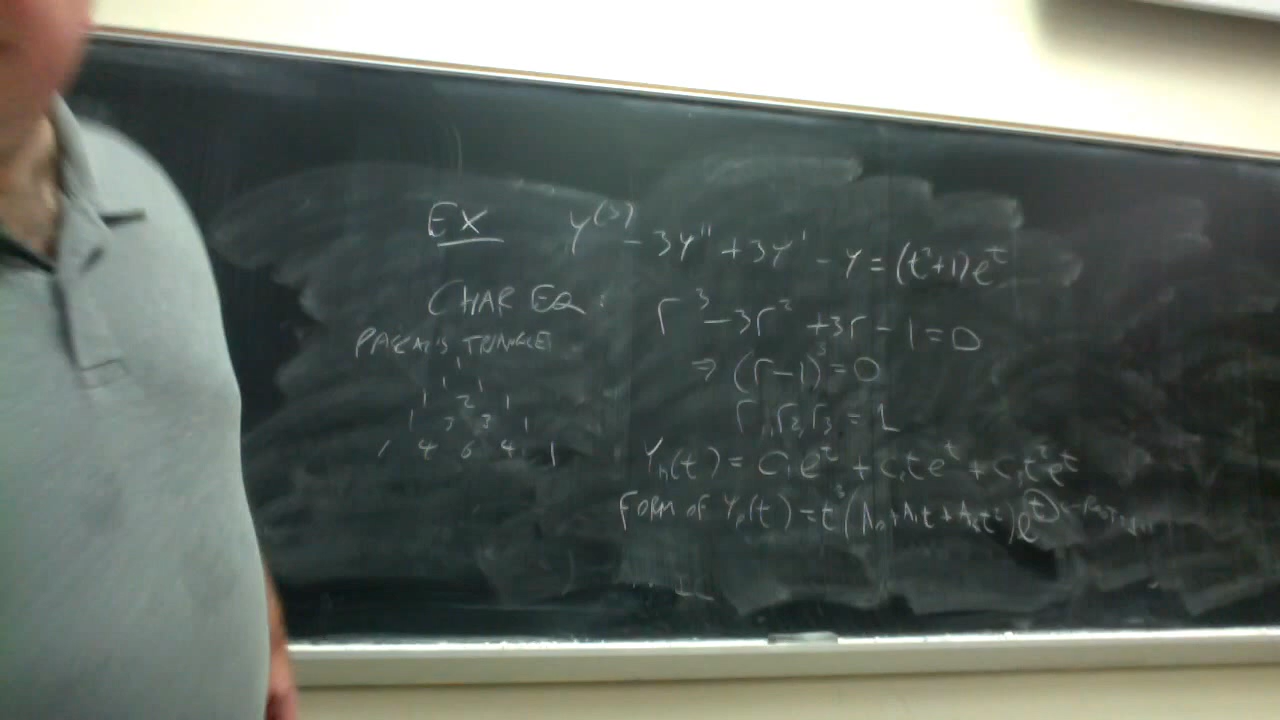 EX y^(3) - 3y'' + 3y' - y = (t²+1)e^t
CHAR EQ: r³ - 3r² + 3r - 1 = 0
PASCAL'S TRIANGLE
1
1 1
1 2 1
1 3 3 1
1 4 6 4 1
⇒ (r-1)³ = 0
r₁,r₂,r₃ = 1
Y_h(t) = C₁e^t + C₂te^t + C₃t²e^t
FORM OF Y_p(t) = t³(A₀+A₁t+A₂t²)e^t